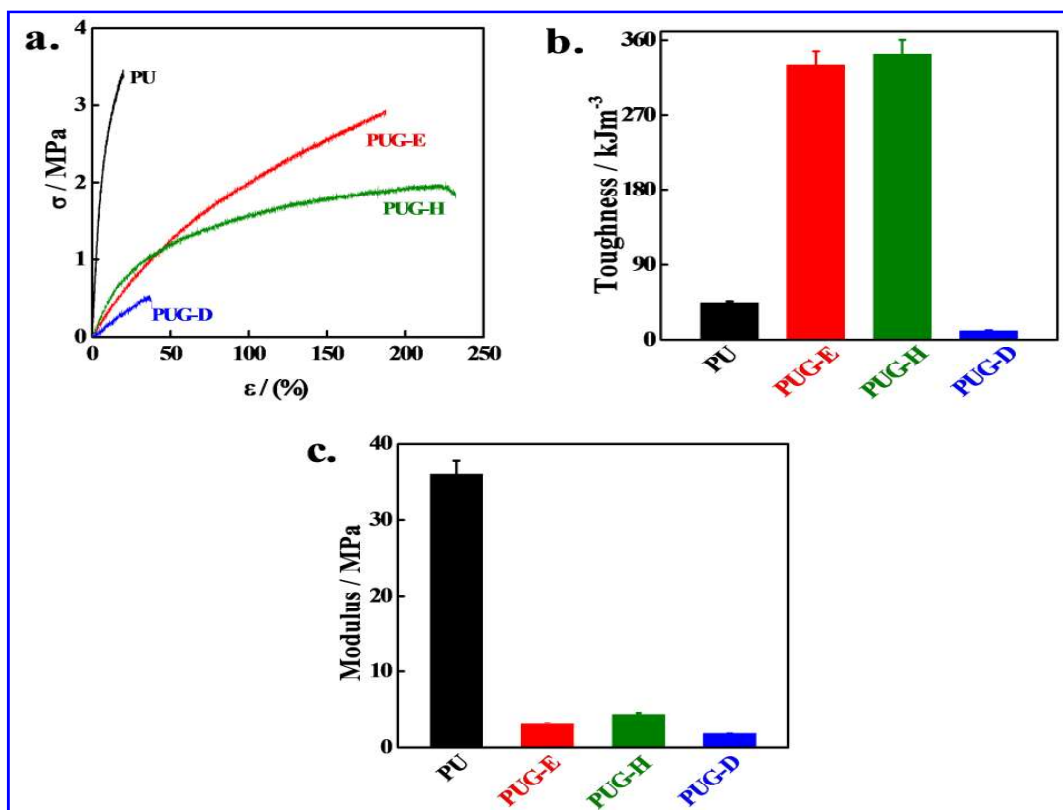 a.
4
3
2
1
0
σ / MPa
PU
PUG-E
PUG-H
PUG-D
0 50 100 150 200 250
ε / (%)
b.
360
270
180
90
0
Toughness / kJm⁻³
PU PUG-E PUG-H PUG-D
c.
40
30
20
10
0
Modulus / MPa
PU PUG-E PUG-H PUG-D